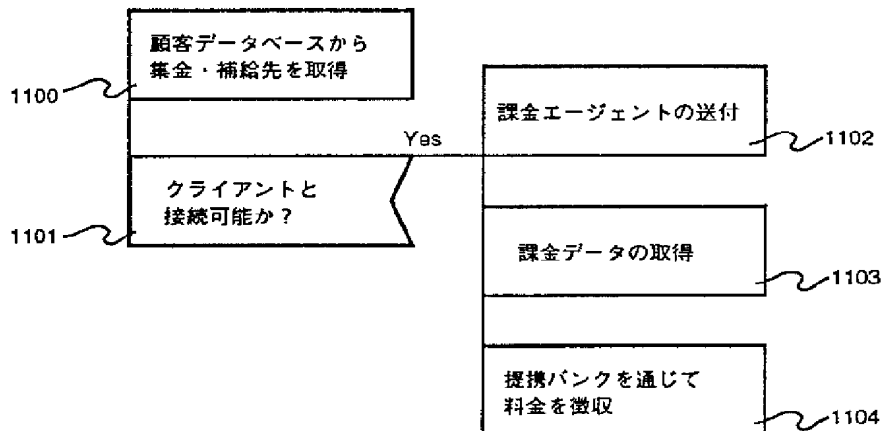 顧客データベースから
集金・補給先を取得
1100
Yes
課金エージェントの送付
1102
クライアントと
接続可能か？
1101
課金データの取得
1103
提携バンクを通じて
料金を徴収
1104